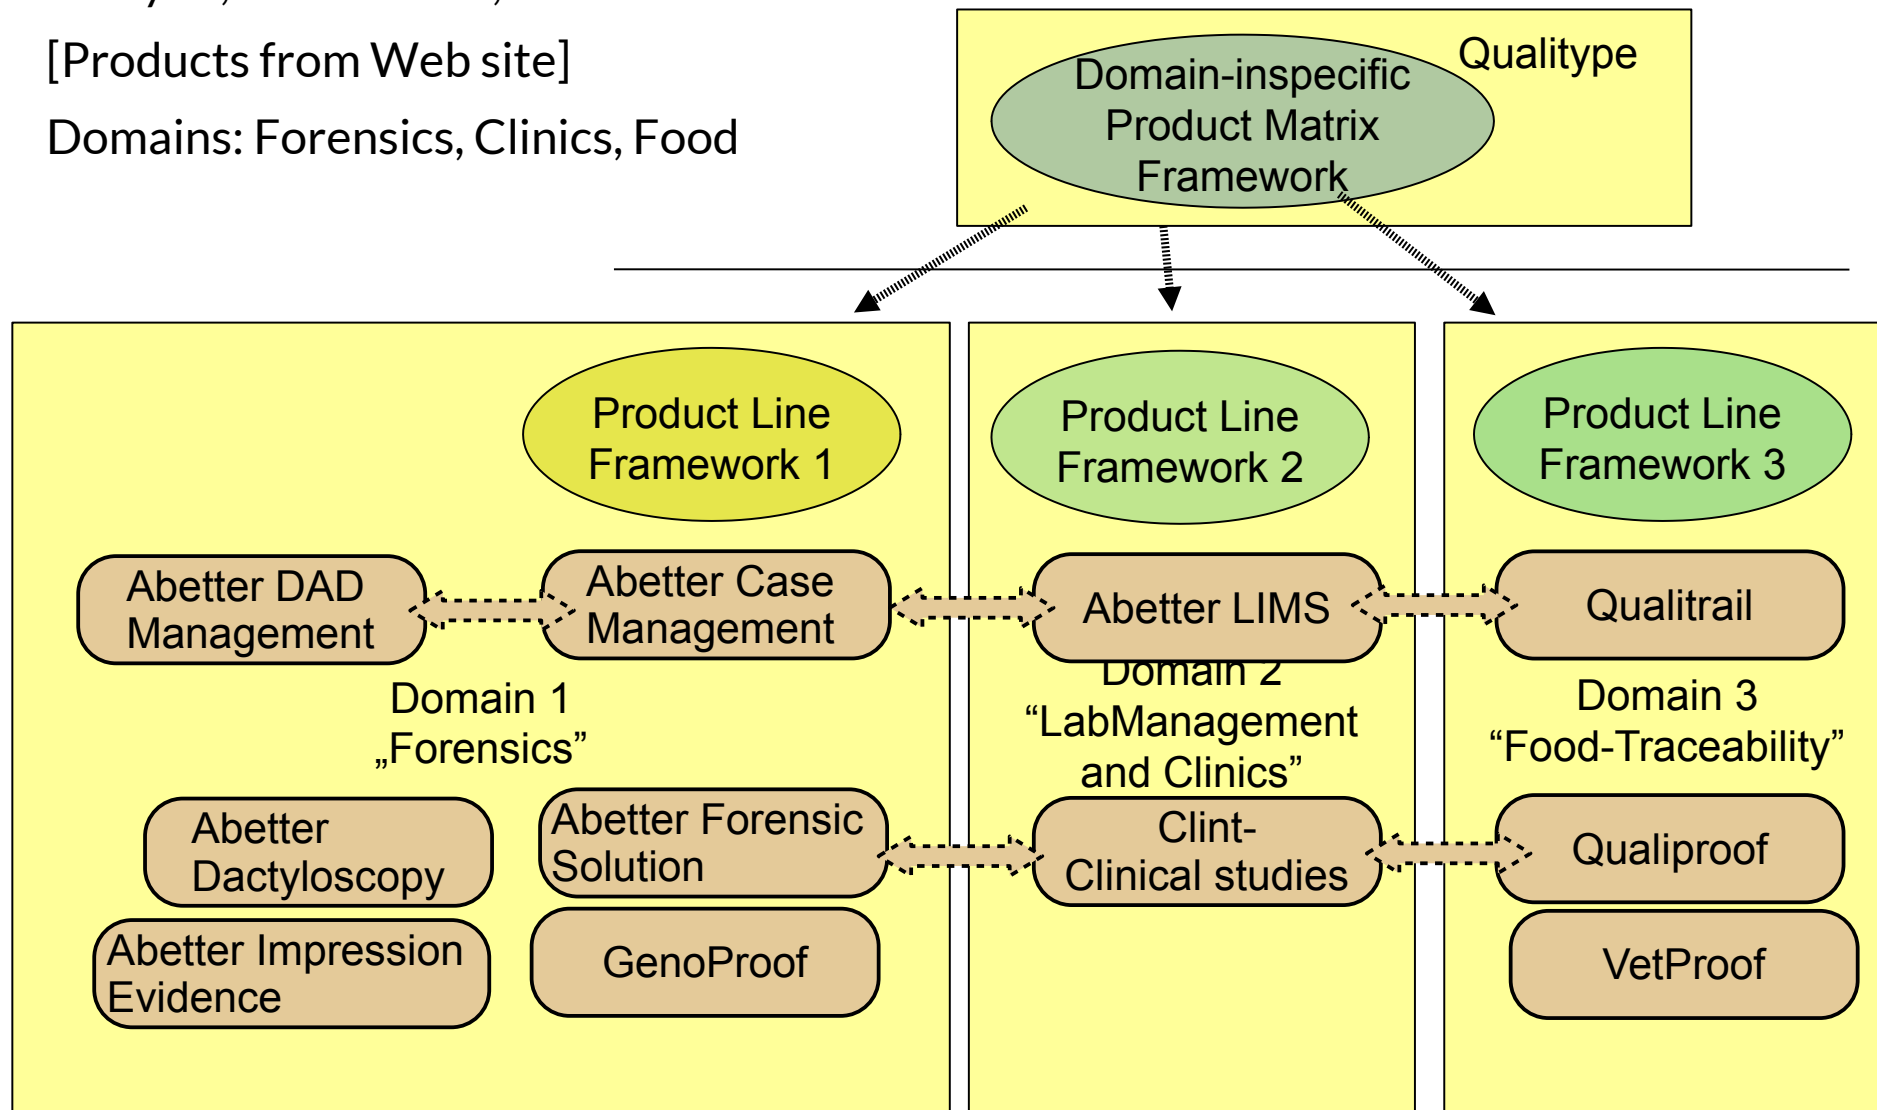 [Products from Web site]
Domains: Forensics, Clinics, Food
Qualitype
Domain-inspecific
Product Matrix
Framework
Product Line
Framework 1
Product Line
Framework 2
Product Line
Framework 3
Abetter DAD
Management
Abetter Case
Management
Abetter LIMS
Qualitrail
Domain 1
„Forensics”
Domain 2
“LabManagement
and Clinics”
Domain 3
“Food-Traceability”
Abetter
Dactyloscopy
Abetter Forensic
Solution
Clint-
Clinical studies
Qualiproof
Abetter Impression
Evidence
GenoProof
VetProof